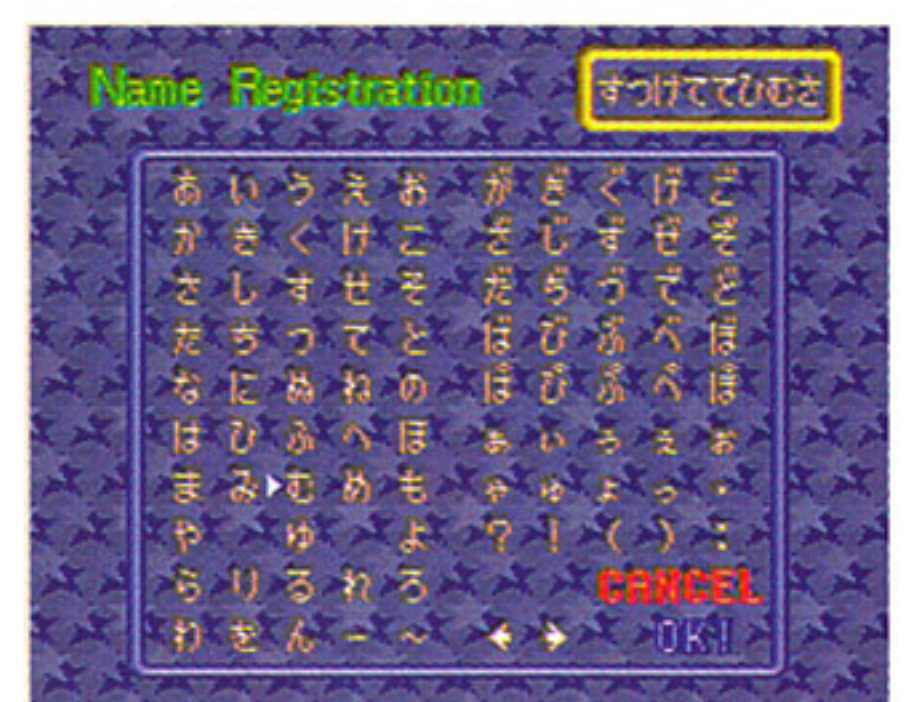 Name Registration
すつけててひむさ
あ い う え お が ぎ ぐ げ ご
か き く け こ ざ じ ず ぜ ぞ
さ し す せ そ だ ぢ づ で ど
た ち つ て と ば び ぶ べ ぼ
な に ぬ ね の ぱ ぴ ぷ ぺ ぽ
は ひ ふ へ ほ ぁ ぃ ぅ ぇ ぉ
ま み む め も ゃ ゅ ょ っ ・
や ゆ よ ? ! ( ) :
ら り る れ ろ CANCEL
わ を ん ー ~ ← → OK!